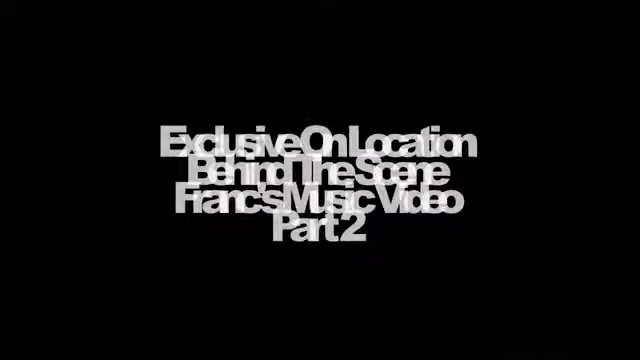 Exclusive On Location
Behind The Scene
Franc's Music Video
Part 2